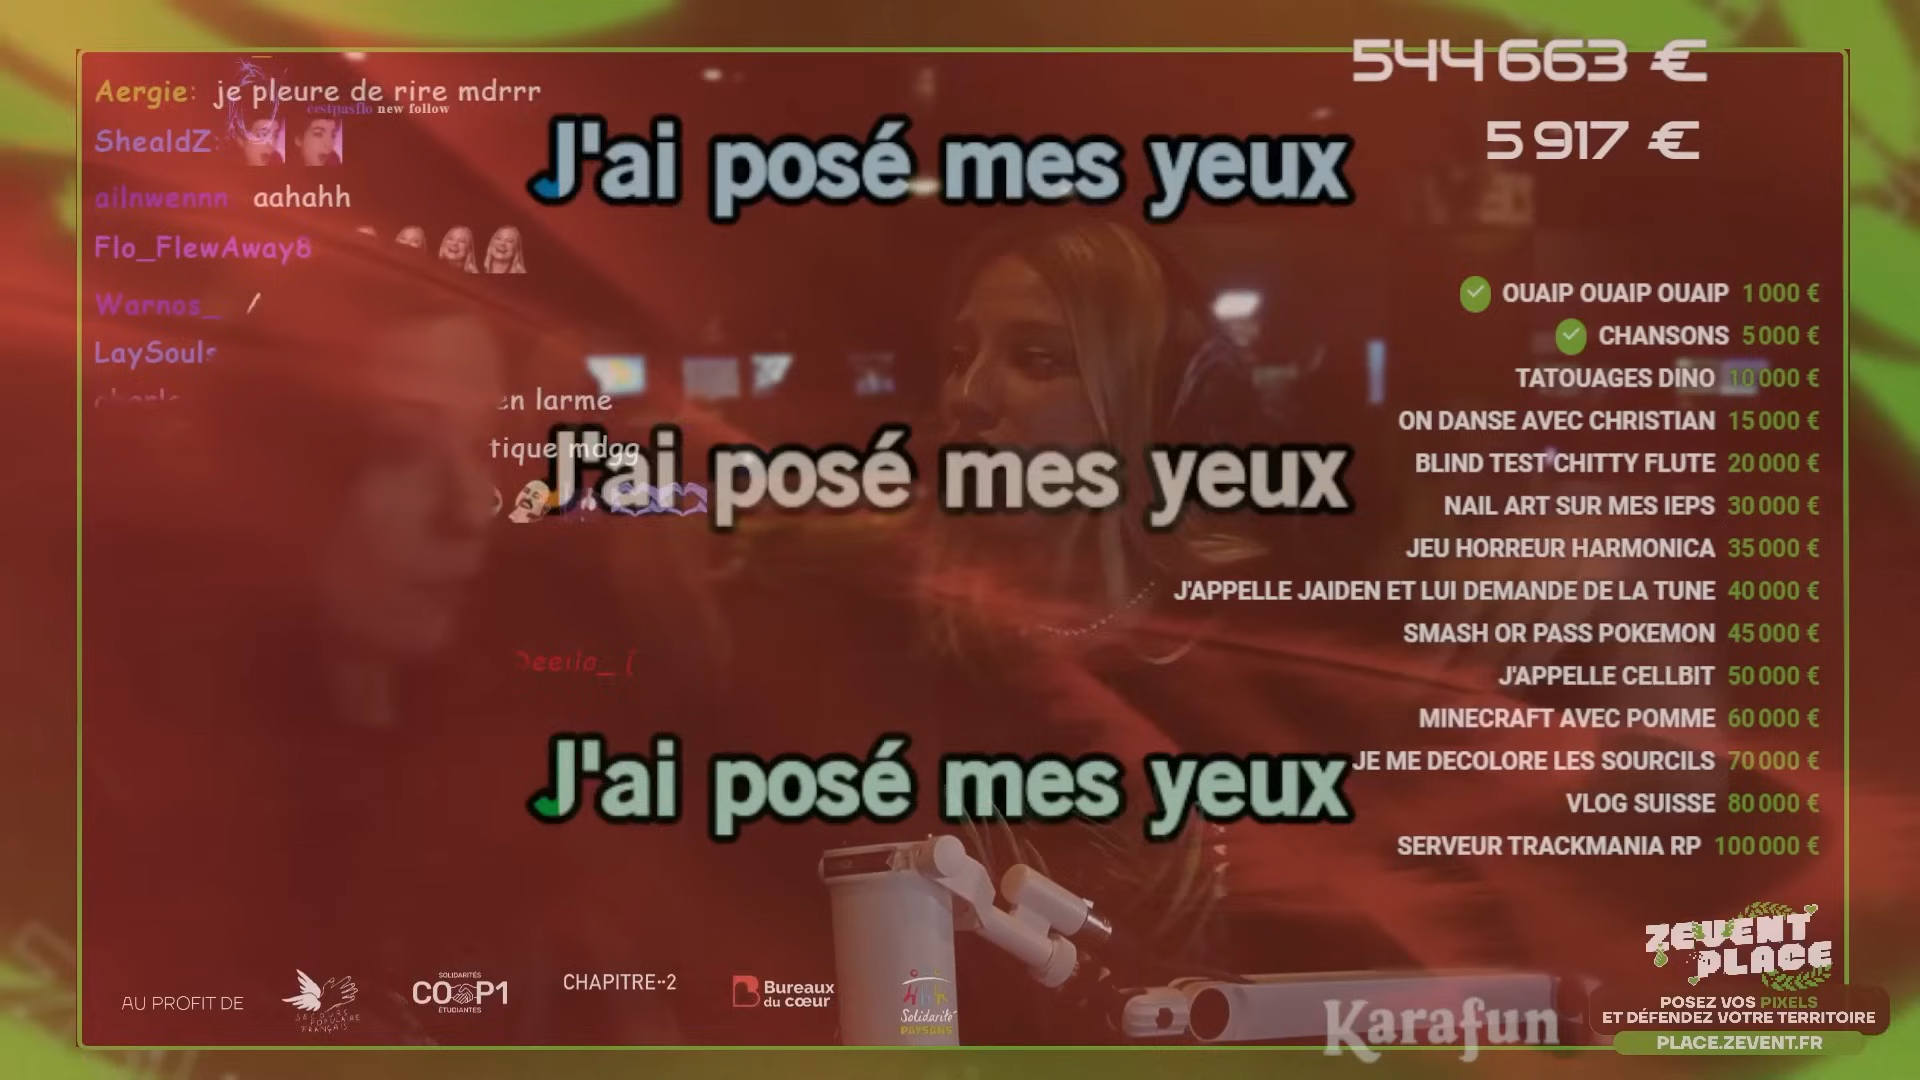 544 663 €
5 917 €
Aergie: je pleure de rire mdrrr
cestpasflo new follow
ShealdZ:
ailnwennn aahahh
Flo_FlewAway8
Warnos_ /
LaySouls
en larme
tique mdgg
J'ai posé mes yeux
J'ai posé mes yeux
J'ai posé mes yeux
OUAIP OUAIP OUAIP 1 000 €
CHANSONS 5 000 €
TATOUAGES DINO 10 000 €
ON DANSE AVEC CHRISTIAN 15 000 €
BLIND TEST CHITTY FLUTE 20 000 €
NAIL ART SUR MES IEPS 30 000 €
JEU HORREUR HARMONICA 35 000 €
J'APPELLE JAIDEN ET LUI DEMANDE DE LA TUNE 40 000 €
SMASH OR PASS POKEMON 45 000 €
J'APPELLE CELLBIT 50 000 €
MINECRAFT AVEC POMME 60 000 €
JE ME DECOLORE LES SOURCILS 70 000 €
VLOG SUISSE 80 000 €
SERVEUR TRACKMANIA RP 100 000 €
AU PROFIT DE
SECOURS
POPULAIRE
FRANÇAIS
SOLIDARITÉS
CO P1
ÉTUDIANTES
CHAPITRE··2
Bureaux
du cœur
Solidarité
PAYSANS
Karafun
ZEVENT
PLACE
POSEZ VOS PIXELS
ET DÉFENDEZ VOTRE TERRITOIRE
PLACE.ZEVENT.FR